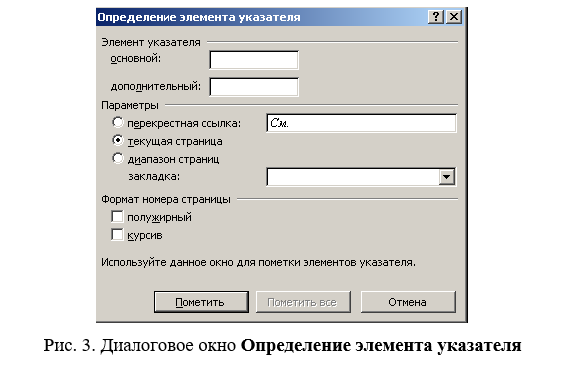 Определение элемента указателя
Элемент указателя
основной:
дополнительный:
Параметры
перекрестная ссылка: См.
текущая страница
диапазон страниц
закладка:
Формат номера страницы
полужирный
курсив
Используйте данное окно для пометки элементов указателя.
Пометить Пометить все Отмена
Рис. 3. Диалоговое окно Определение элемента указателя